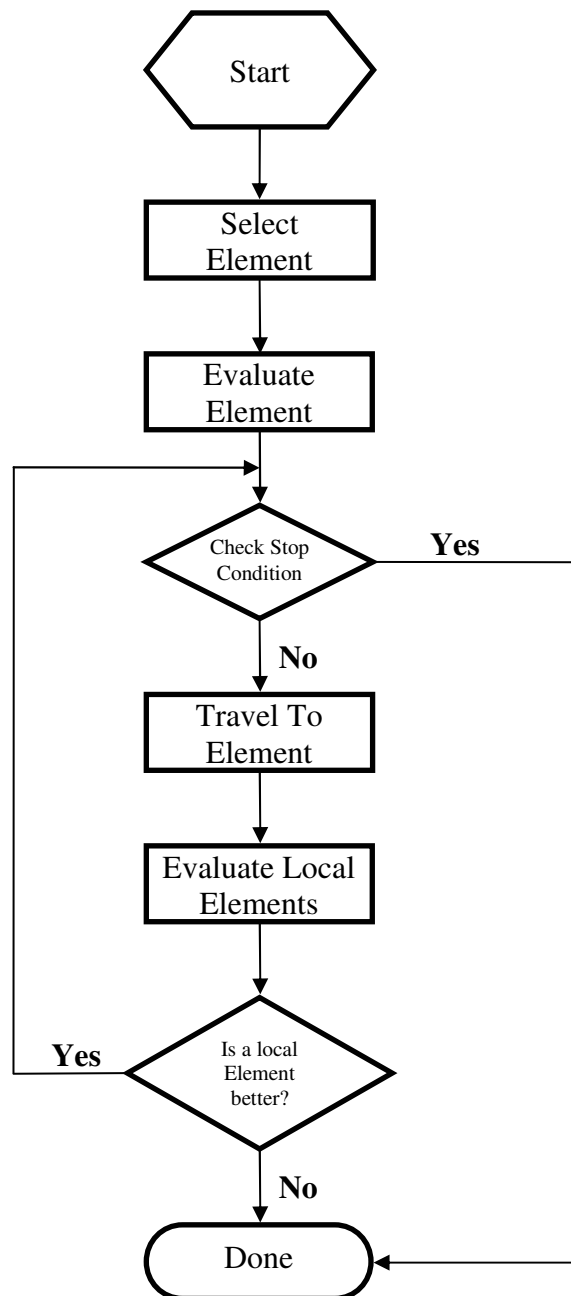 Start
Select
Element
Evaluate
Element
Check Stop
Condition
Yes
No
Travel To
Element
Evaluate Local
Elements
Is a local
Element
better?
Yes
No
Done